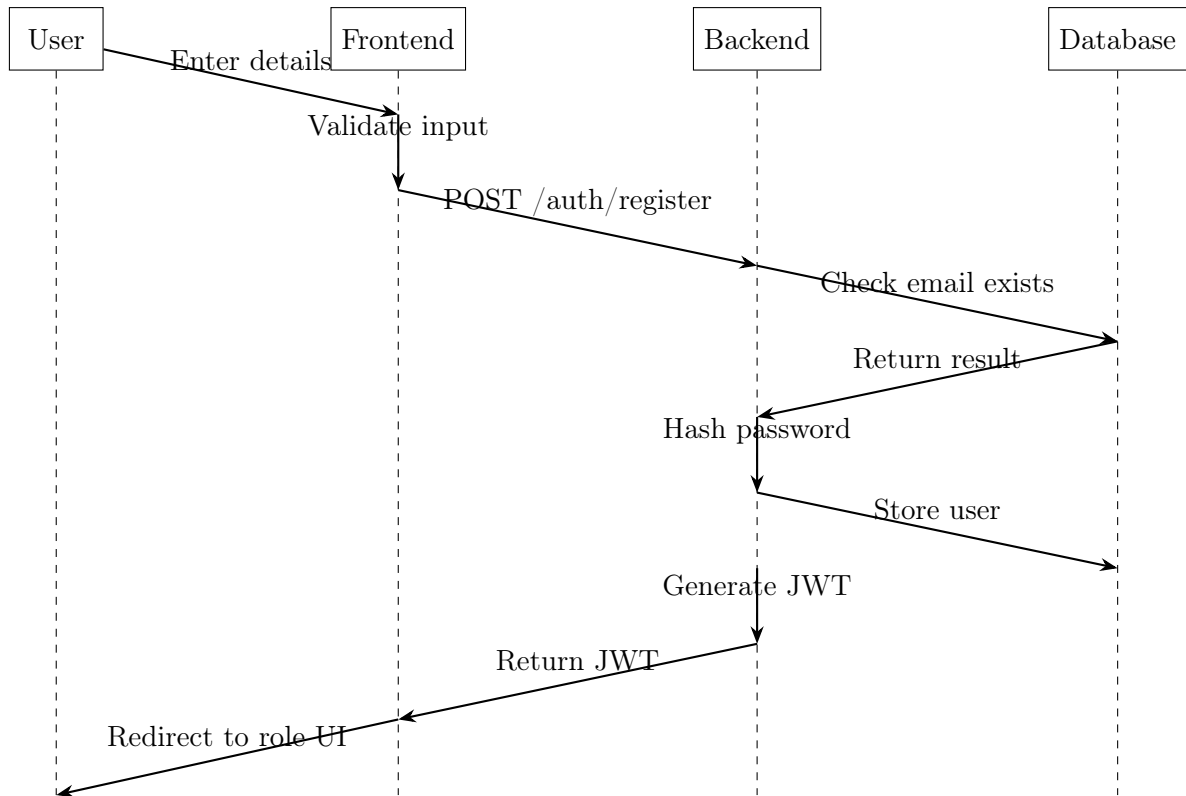 User
Frontend
Backend
Database
Enter details
Validate input
POST /auth/register
Check email exists
Return result
Hash password
Store user
Generate JWT
Return JWT
Redirect to role UI